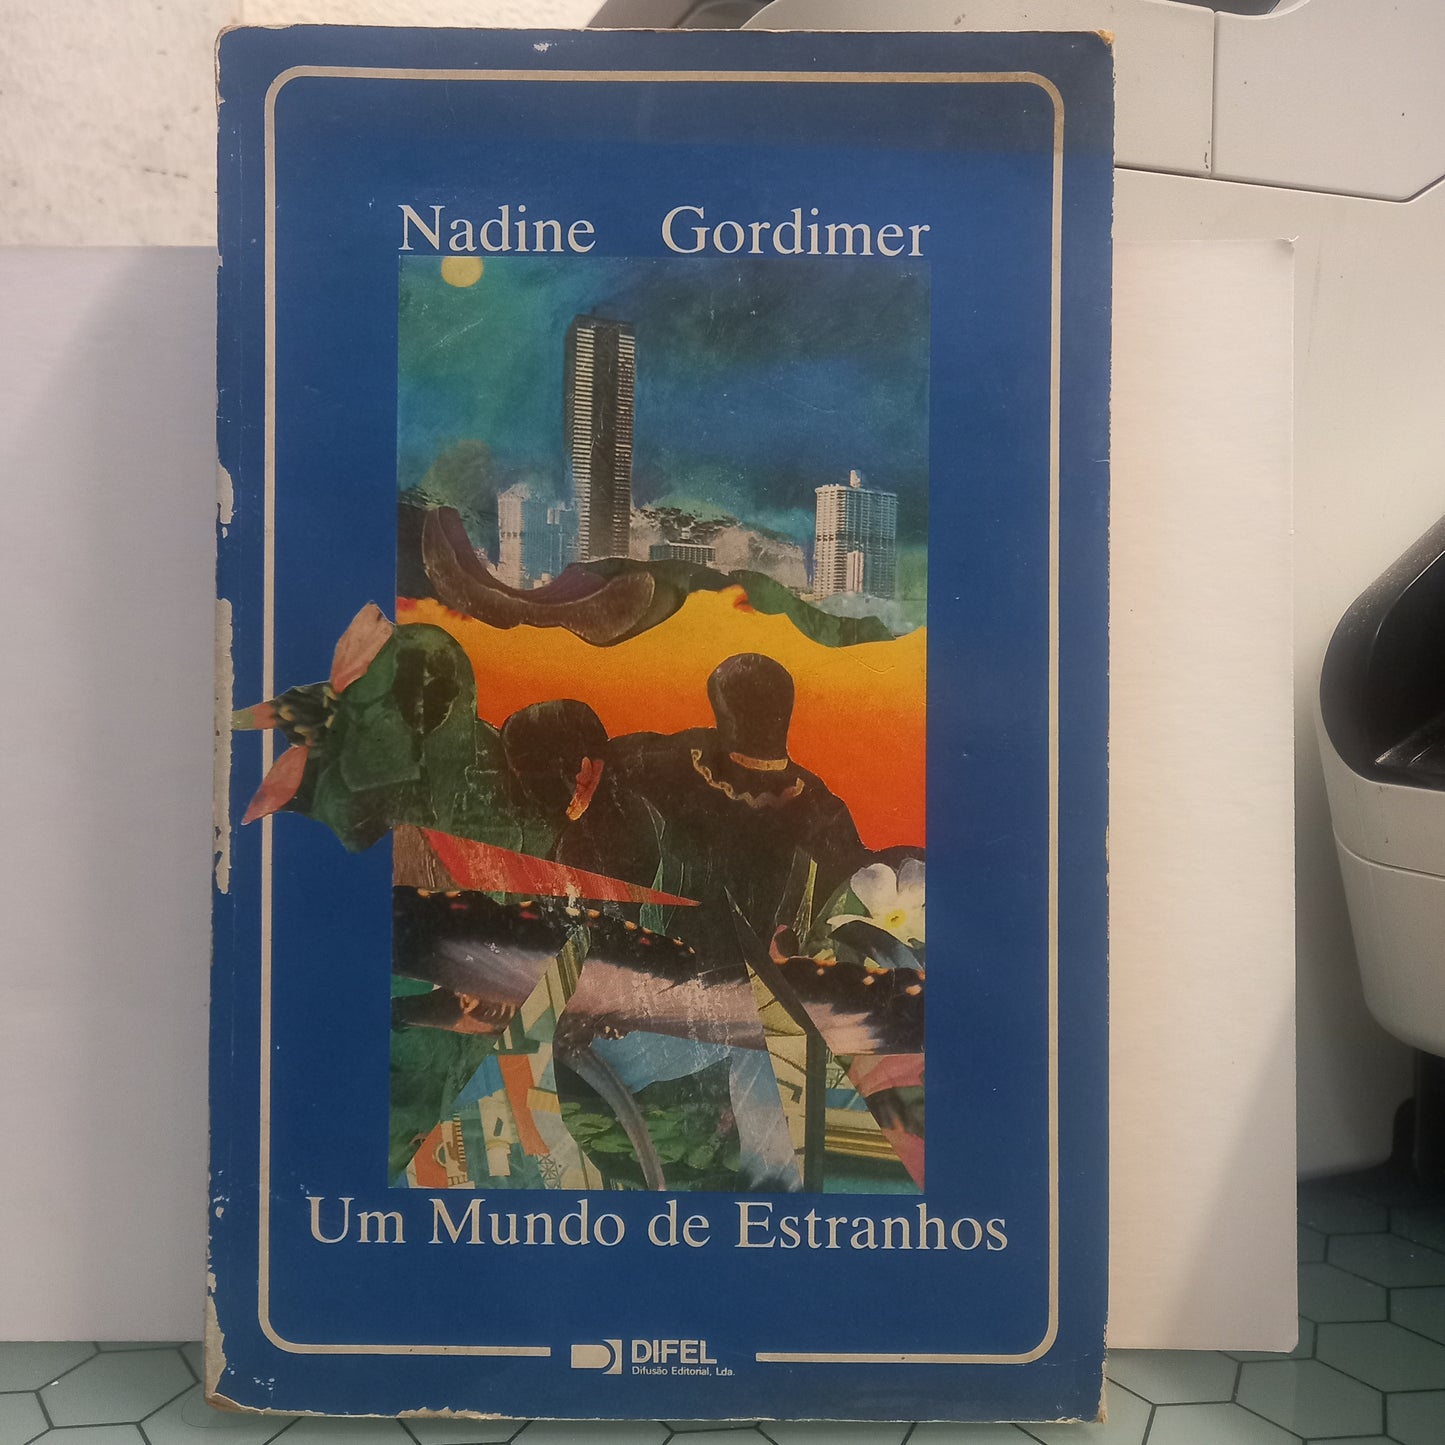 Nadine Gordimer
Um Mundo de Estranhos
DIFEL
Difusão Editorial, Lda.